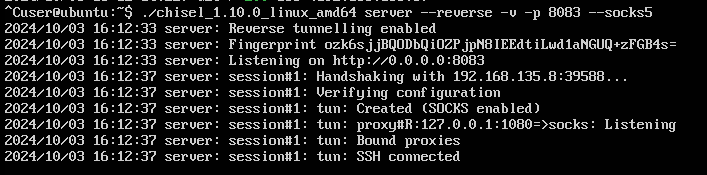 ^Cuser@ubuntu:~$ ./chisel_1.10.0_linux_amd64 server --reverse -v -p 8083 --socks5
2024/10/03 16:12:33 server: Reverse tunnelling enabled
2024/10/03 16:12:33 server: Fingerprint ozk6sjjBQODbQiOZPjpN8IEEdtiLwd1aNGUQ+zFGB4s=
2024/10/03 16:12:33 server: Listening on http://0.0.0.0:8083
2024/10/03 16:12:37 server: session#1: Handshaking with 192.168.135.8:39588...
2024/10/03 16:12:37 server: session#1: Verifying configuration
2024/10/03 16:12:37 server: session#1: tun: Created (SOCKS enabled)
2024/10/03 16:12:37 server: session#1: tun: proxy#R:127.0.0.1:1080=>socks: Listening
2024/10/03 16:12:37 server: session#1: tun: Bound proxies
2024/10/03 16:12:37 server: session#1: tun: SSH connected